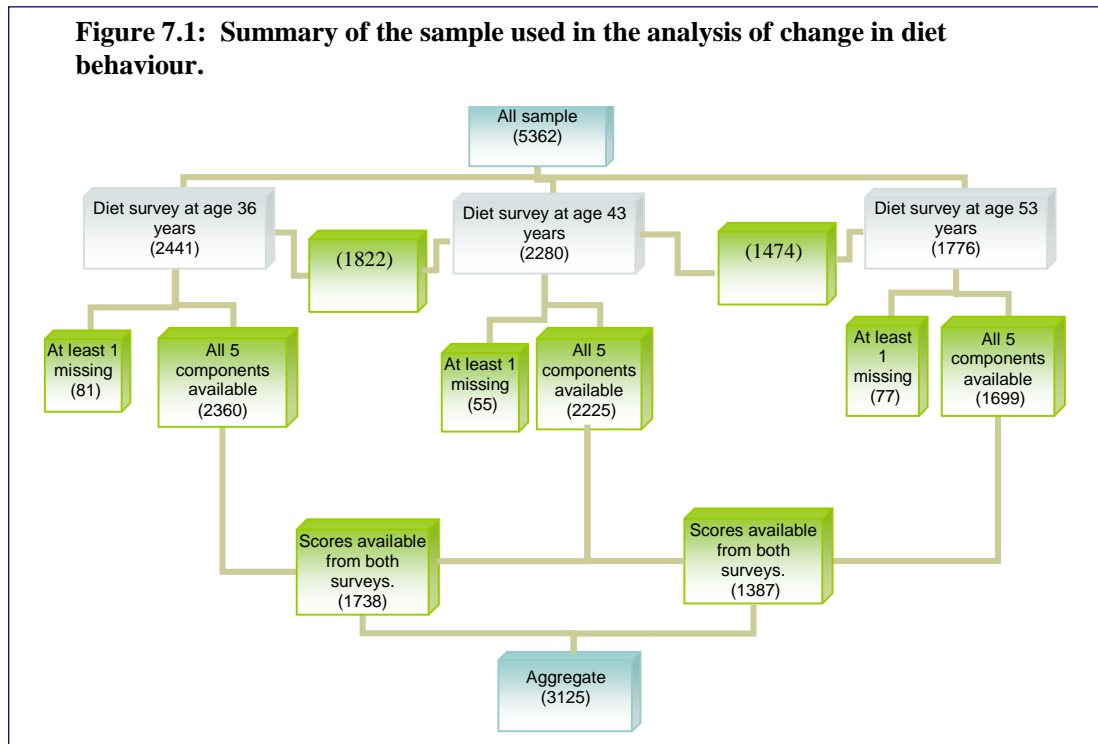 Figure 7.1: Summary of the sample used in the analysis of change in diet
behaviour.
All sample
(5362)
Diet survey at age 36
years
(2441)
(1822)
Diet survey at age 43
years
(2280)
(1474)
Diet survey at age 53
years
(1776)
At least 1
missing
(81)
All 5
components
available
(2360)
At least 1
missing
(55)
All 5
components
available
(2225)
At least
1
missing
(77)
All 5
components
available
(1699)
Scores available
from both
surveys.
(1738)
Scores available
from both
surveys.
(1387)
Aggregate
(3125)